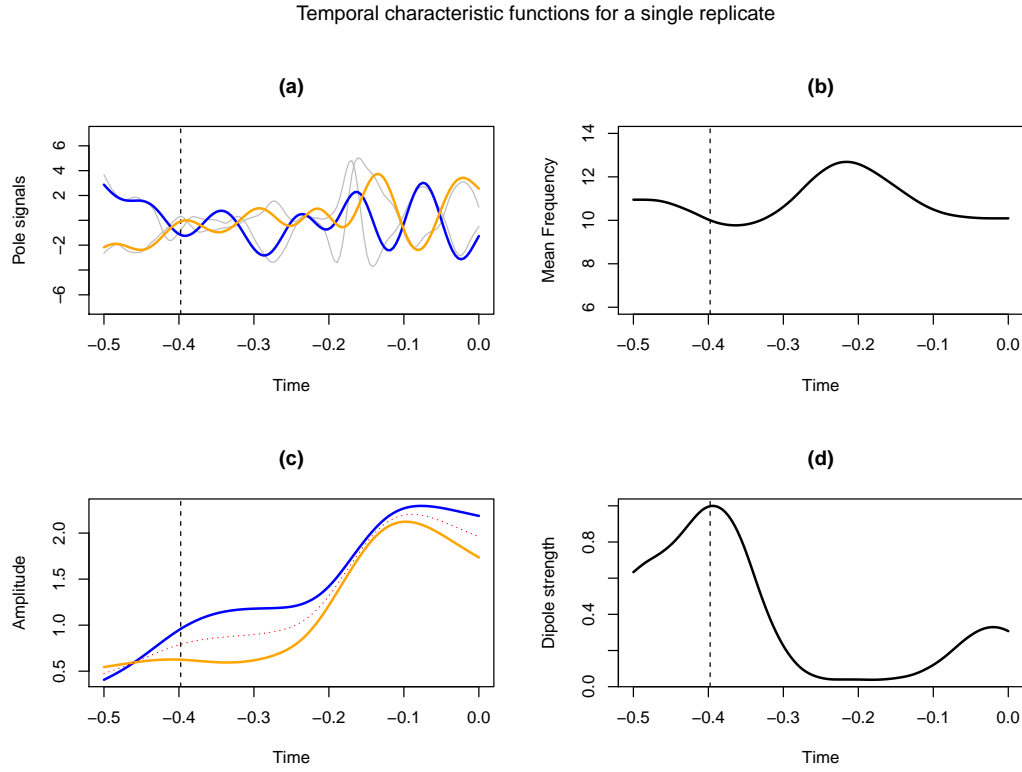 Temporal characteristic functions for a single replicate
(a)
Pole signals
6
4
2
-2
-6
−0.5 −0.4 −0.3 −0.2 −0.1 0.0
Time
(b)
Mean Frequency
14
12
10
8
6
−0.5 −0.4 −0.3 −0.2 −0.1 0.0
Time
(c)
Amplitude
2.0
1.5
1.0
0.5
−0.5 −0.4 −0.3 −0.2 −0.1 0.0
Time
(d)
Dipole strength
0.8
0.4
0.0
−0.5 −0.4 −0.3 −0.2 −0.1 0.0
Time